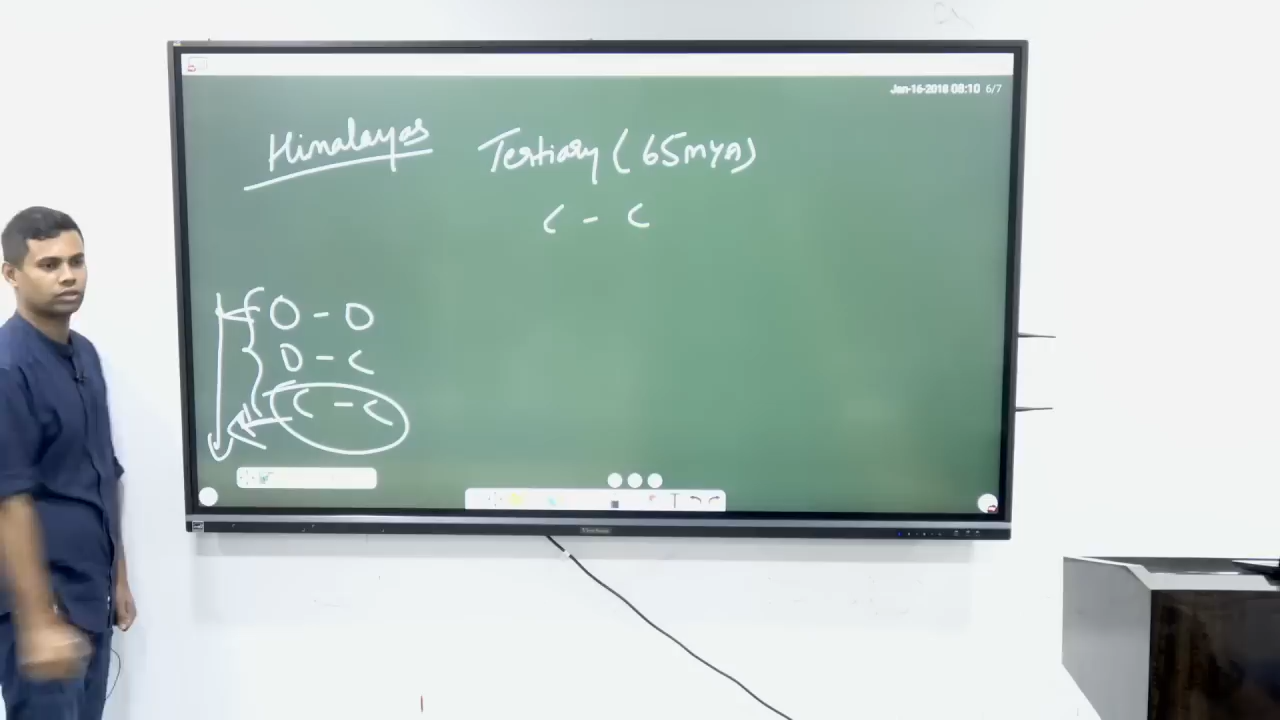 Jan-16-2018 08:10 6/7
Himalayas Tertiary (65MYA)
C - C
O - O
O - C
C - C